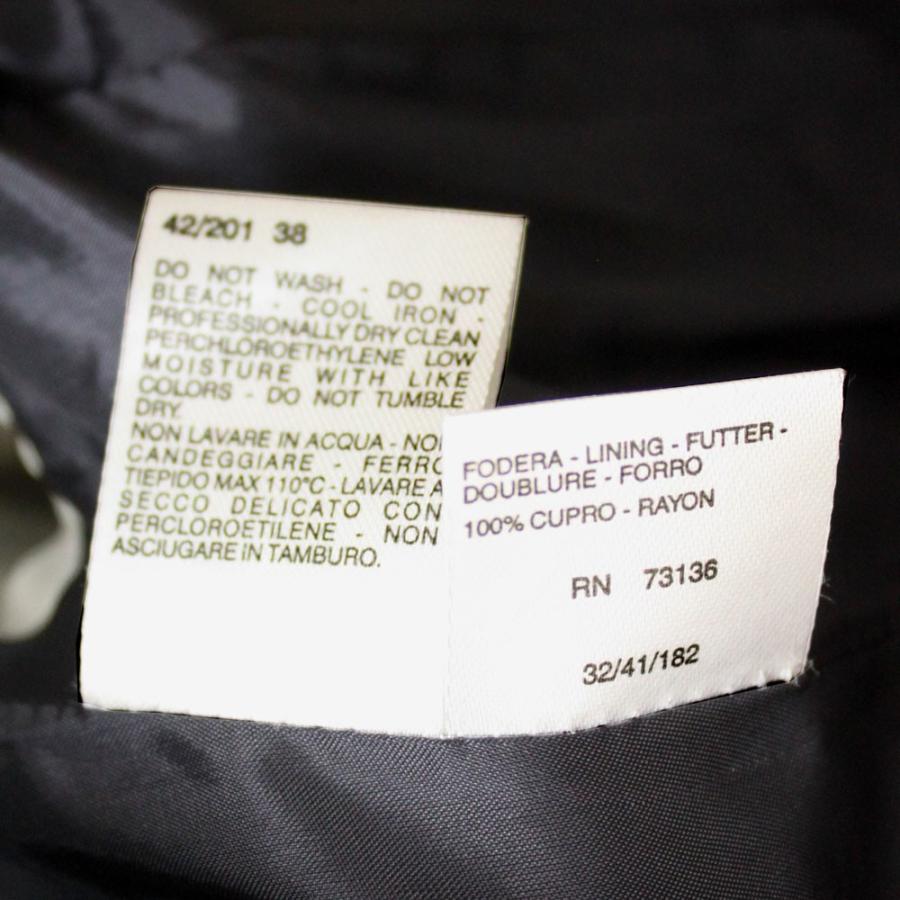 42/201 38
DO NOT WASH - DO NOT
BLEACH - COOL IRON -
PROFESSIONALLY DRY CLEAN
PERCHLOROETHYLENE LOW
MOISTURE WITH LIKE
COLORS - DO NOT TUMBLE
DRY.
NON LAVARE IN ACQUA - NO
CANDEGGIARE - FERRO
TIEPIDO MAX 110°C - LAVARE A
SECCO DELICATO CON
PERCLOROETILENE - NON
ASCIUGARE IN TAMBURO.
FODERA - LINING - FUTTER -
DOUBLURE - FORRO
100% CUPRO - RAYON
RN 73136
32/41/182